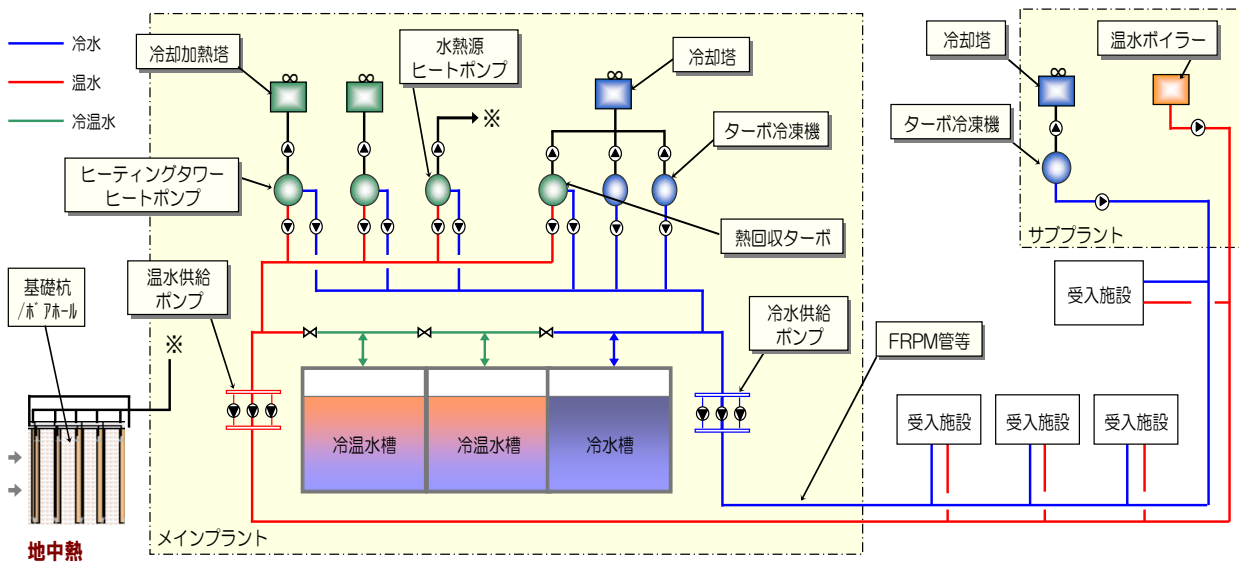 冷水
温水
冷温水
冷却加熱塔
水熱源
ヒートポンプ
冷却塔
ターボ冷凍機
※
ヒーティングタワー
ヒートポンプ
熱回収ターボ
温水供給
ポンプ
冷水供給
ポンプ
基礎杭
/ﾎﾞｱﾎｰﾙ
※
冷温水槽
冷温水槽
冷水槽
メインプラント
地中熱
冷却塔
温水ボイラー
ターボ冷凍機
サブプラント
受入施設
FRPM管等
受入施設
受入施設
受入施設